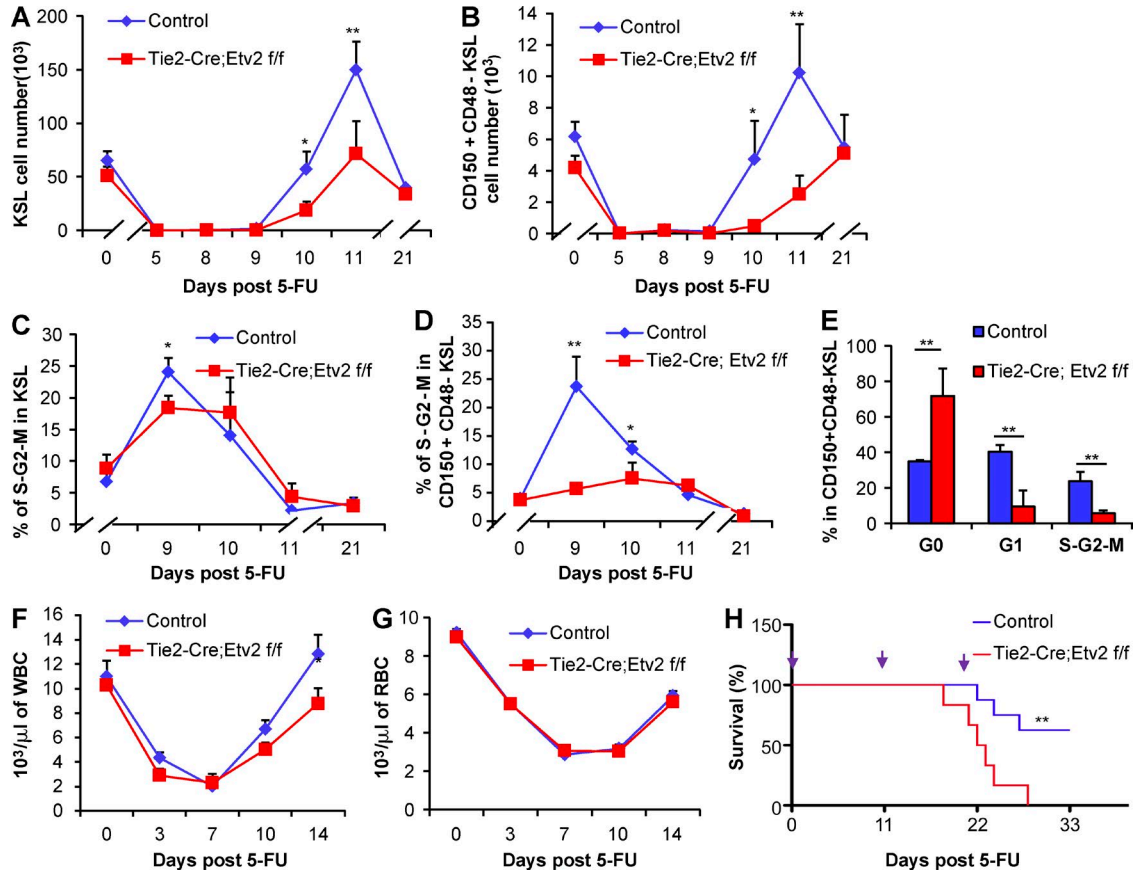 A
KSL cell number(10³)
200
150
100
50
0
Control
Tie2-Cre;Etv2 f/f
*
**
0 5 8 9 10 11 21
Days post 5-FU
B
CD150 + CD48 - KSL
cell number (10³)
14
12
10
8
6
4
2
0
Control
Tie2-Cre;Etv2 f/f
*
**
0 5 8 9 10 11 21
Days post 5-FU
C
% of S-G2-M in KSL
30
25
20
15
10
5
0
Control
Tie2-Cre;Etv2 f/f
*
0 9 10 11 21
Days post 5-FU
D
% of S -G2 -M in
CD150 + CD48- KSL
35
30
25
20
15
10
5
0
Control
Tie2-Cre; Etv2 f/f
**
*
0 9 10 11 21
Days post 5-FU
E
% in CD150+CD48-KSL
100
80
60
40
20
0
Control
Tie2-Cre; Etv2 f/f
**
**
**
G0 G1 S-G2-M
F
10³/µl of WBC
16
14
12
10
8
6
4
2
0
Control
Tie2-Cre;Etv2 f/f
*
0 3 7 10 14
Days post 5-FU
G
10³/µl of RBC
10
8
6
4
2
0
Control
Tie2-Cre;Etv2 f/f
0 3 7 10 14
Days post 5-FU
H
Survival (%)
150
100
50
0
Control
Tie2-Cre;Etv2 f/f
**
0 11 22 33
Days post 5-FU